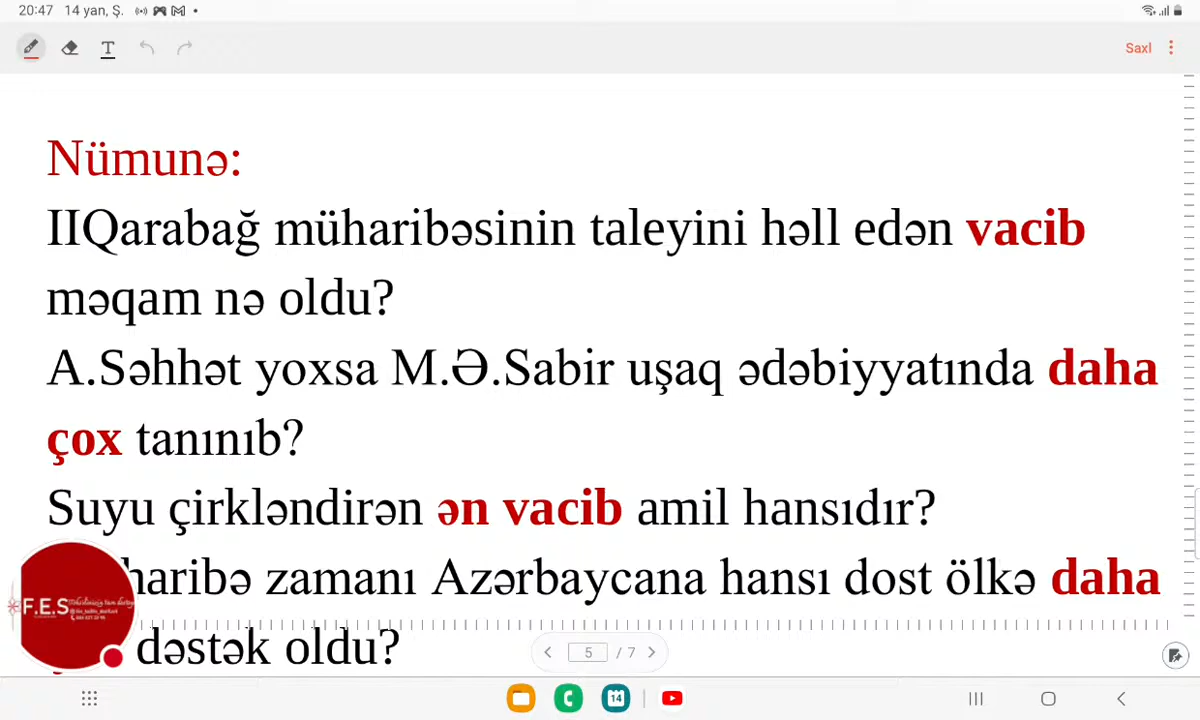 20:47 14 yan, Ş.
Saxl
Nümunə:
IIQarabağ müharibəsinin taleyini həll edən vacib
məqam nə oldu?
A.Səhhət yoxsa M.Ə.Sabir uşaq ədəbiyyatında daha
çox tanınıb?
Suyu çirkləndirən ən vacib amil hansıdır?
haribə zamanı Azərbaycana hansı dost ölkə daha
dəstək oldu?
F.E.S
5 / 7
14